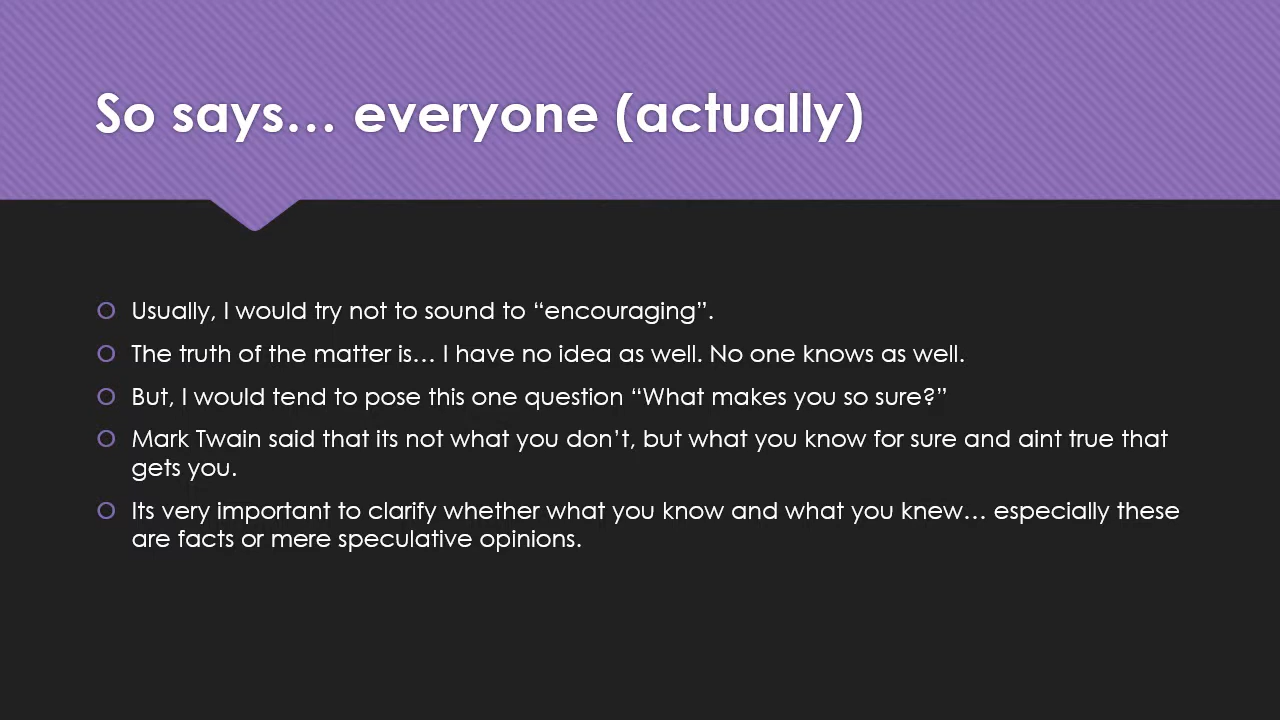 So says… everyone (actually)
Usually, I would try not to sound to “encouraging”.
The truth of the matter is… I have no idea as well. No one knows as well.
But, I would tend to pose this one question “What makes you so sure?”
Mark Twain said that its not what you don’t, but what you know for sure and aint true that
gets you.
Its very important to clarify whether what you know and what you knew… especially these
are facts or mere speculative opinions.